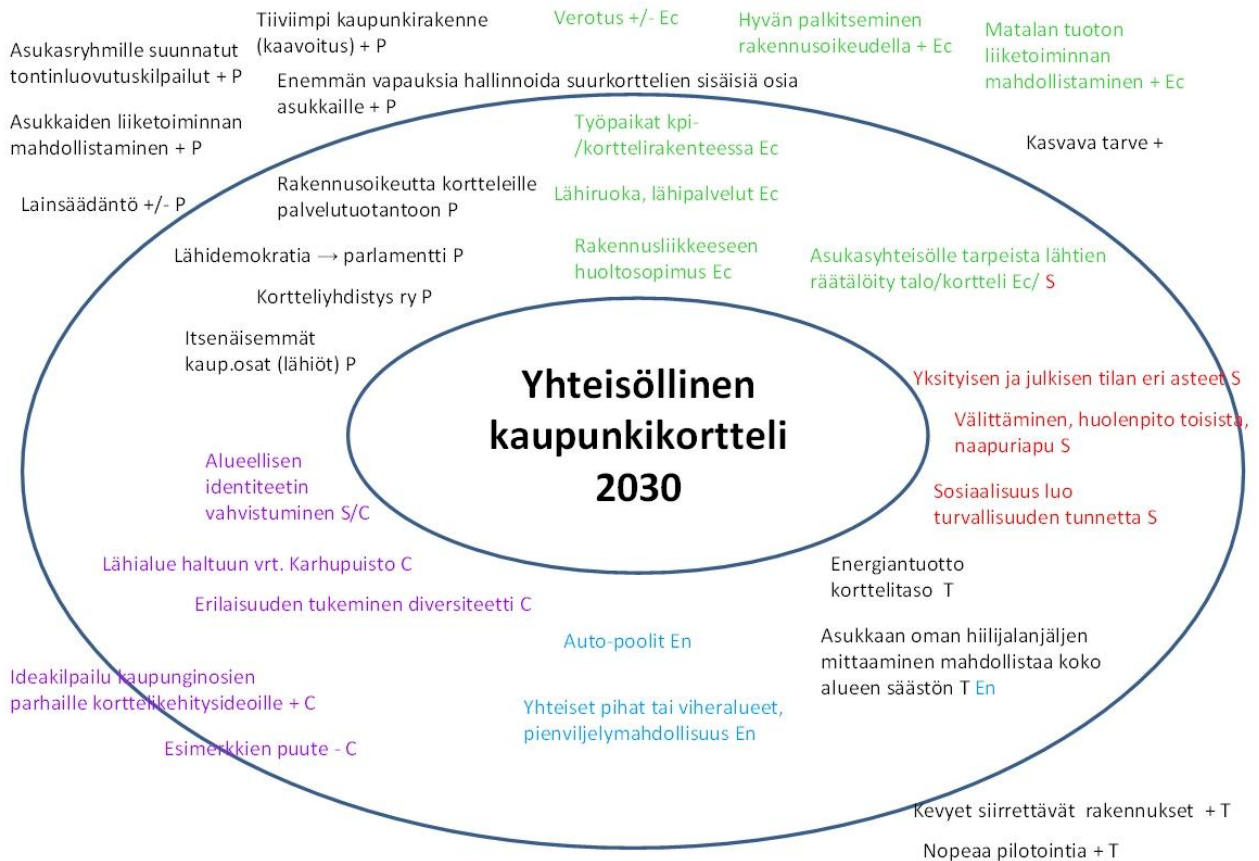 Asukasryhmille suunnatut
tontinluovutuskilpailut + P
Tiiviimpi kaupunkirakenne
(kaavoitus) + P
Verotus +/- Ec
Hyvän palkitseminen
rakennusoikeudella + Ec
Matalan tuoton
liiketoiminnan
mahdollistaminen + Ec
Enemmän vapauksia hallinnoida suurkorttelien sisäisiä osia
asukkaille + P
Asukkaiden liiketoiminnan
mahdollistaminen + P
Työpaikat kpi-
/korttelirakenteessa Ec
Kasvava tarve +
Lainsäädäntö +/- P
Rakennusoikeutta kortteleille
palvelutuotantoon P
Lähiruoka, lähipalvelut Ec
Lähidemokratia → parlamentti P
Rakennusliikkeeseen
huoltosopimus Ec
Asukasyhteisölle tarpeista lähtien
räätälöity talo/kortteli Ec/ S
Kortteliyhdistys ry P
Itsenäisemmät
kaup.osat (lähiöt) P
Yhteisöllinen
kaupunkikortteli
2030
Yksityisen ja julkisen tilan eri asteet S
Välittäminen, huolenpito toisista,
naapuriapu S
Sosiaalisuus luo
turvallisuuden tunnetta S
Alueellisen
identiteetin
vahvistuminen S/C
Lähialue haltuun vrt. Karhupuisto C
Erilaisuuden tukeminen diversiteetti C
Energiantuotto
korttelitaso T
Auto-poolit En
Asukkaan oman hiilijalanjäljen
mittaaminen mahdollistaa koko
alueen säästön T En
Ideakilpailu kaupunginosien
parhaille korttelikehitysideoille + C
Yhteiset pihat tai viheralueet,
pienviljelymahdollisuus En
Esimerkkien puute - C
Kevyet siirrettävät rakennukset + T
Nopeaa pilotointia + T